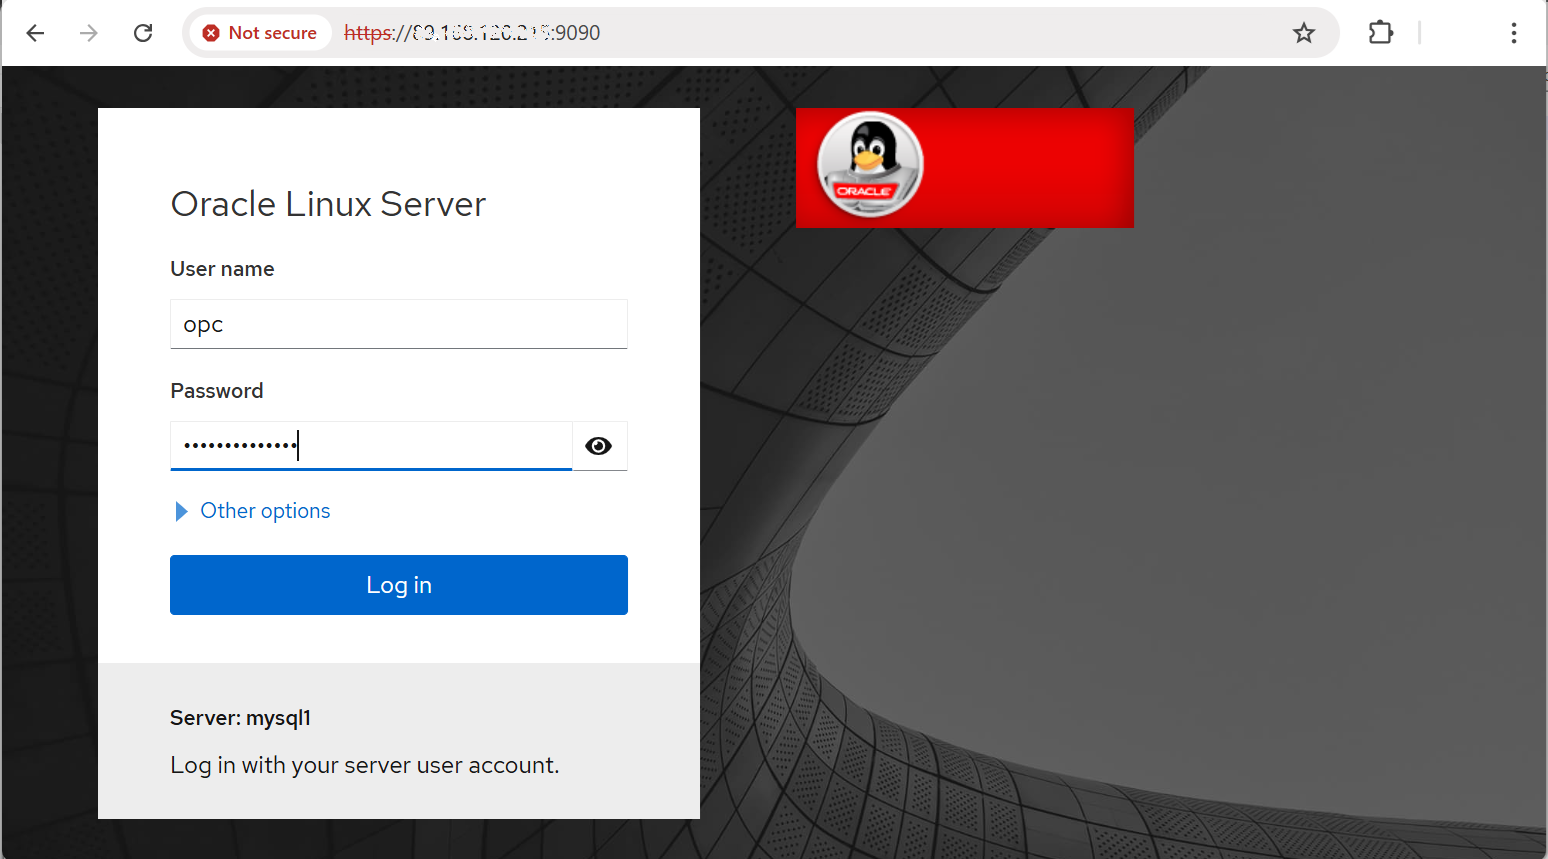 Not secure
https://
:9090
ORACLE
Oracle Linux Server
User name
opc
Password
••••••••••••••
Other options
Log in
Server: mysql1
Log in with your server user account.